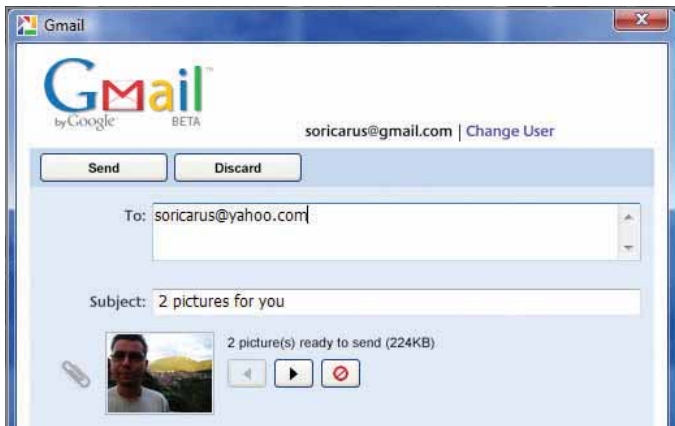 Gmail
Gmail
by Google BETA
soricarus@gmail.com | Change User
Send Discard
To: soricarus@yahoo.com
Subject: 2 pictures for you
2 picture(s) ready to send (224KB)